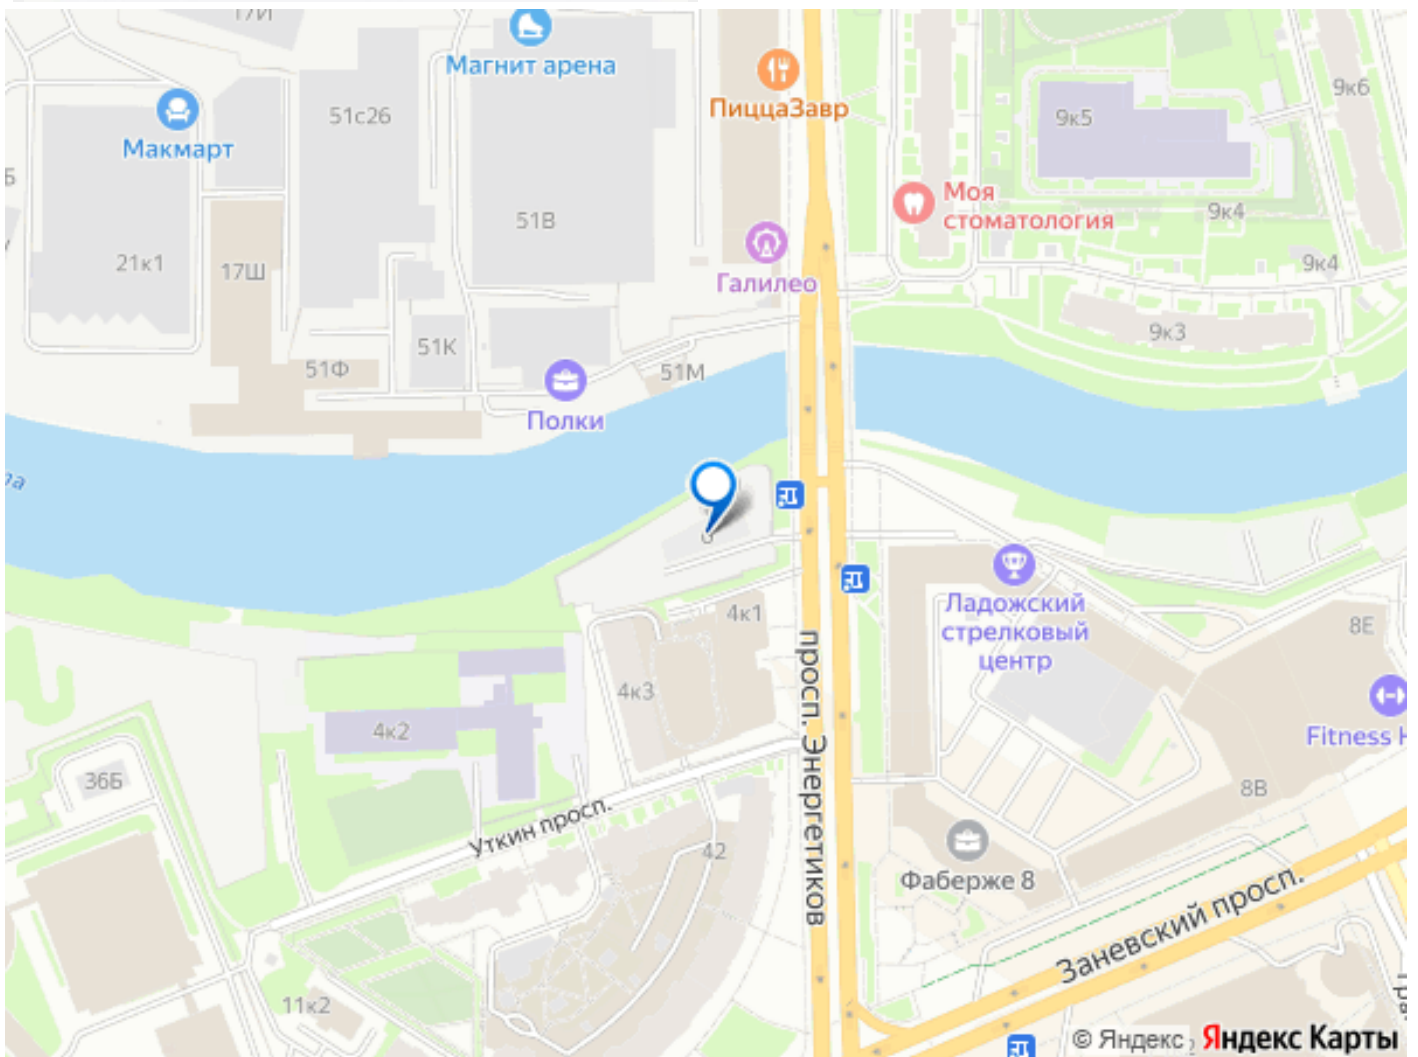 17И
Магнит арена
ПиццаЗавр
Макмарт
51с26
9к5
9к6
Моя
стоматология
51В
9к4
21к1
17Ш
Галилео
9к4
9к3
51К
51Ф
51М
Полки
4к1
Ладожский
стрелковый
центр
8Е
4к3
просп. Энергетиков
4к2
Fitness
36Б
8В
Уткин просп.
42
Фаберже 8
Заневский просп.
11к2
© Яндекс
Яндекс Карты